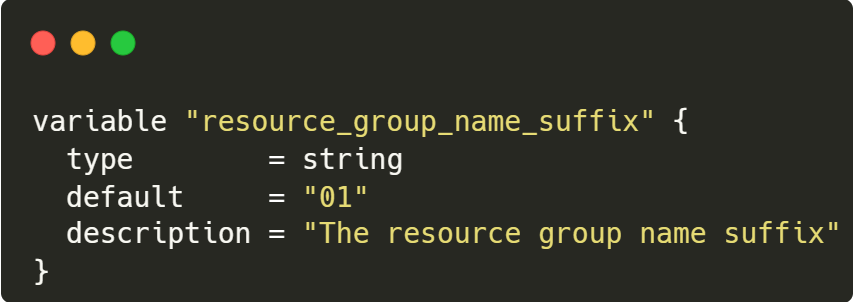 variable "resource_group_name_suffix" {
  type        = string
  default     = "01"
  description = "The resource group name suffix"
}